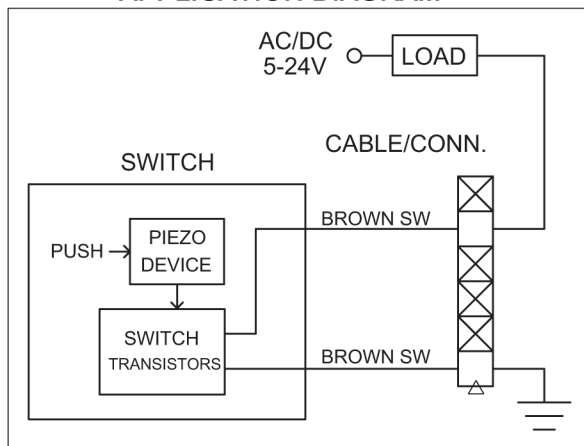 AC/DC
5-24V
LOAD
CABLE/CONN.
SWITCH
BROWN SW
PUSH
PIEZO
DEVICE
SWITCH
TRANSISTORS
BROWN SW